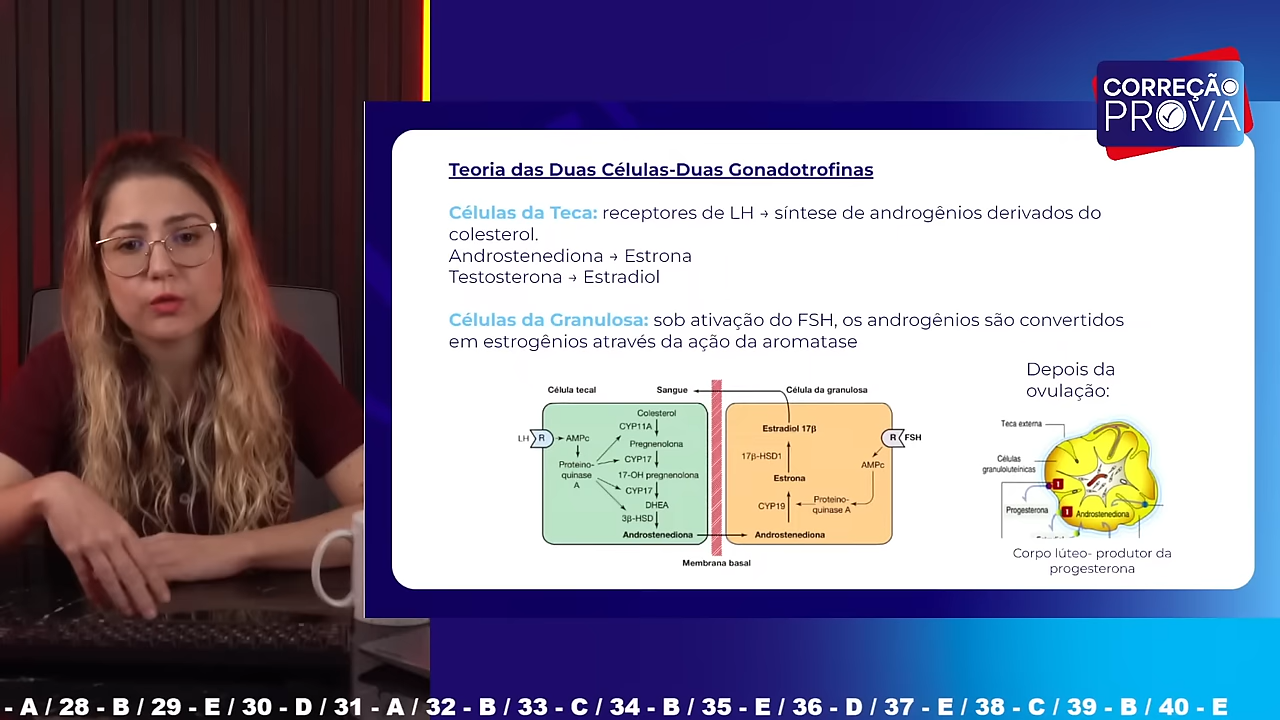 CORREÇÃO
PROVA
Teoria das Duas Células-Duas Gonadotrofinas
Células da Teca: receptores de LH → síntese de androgênios derivados do
colesterol.
Androstenediona → Estrona
Testosterona → Estradiol
Células da Granulosa: sob ativação do FSH, os androgênios são convertidos
em estrogênios através da ação da aromatase
Célula tecal
Sangue
Célula da granulosa
LH
R
AMPc
Proteino-
quinase
A
Colesterol
CYP11A
Pregnenolona
CYP17
17-OH pregnenolona
CYP17
DHEA
3β-HSD
Androstenediona
Estradiol 17β
17β-HSD1
Estrona
CYP19
Androstenediona
R
FSH
AMPc
Proteino-
quinase A
Membrana basal
Depois da
ovulação:
Teca externa
Células
granuloluteínicas
Progesterona
1
1
Androstenediona
Corpo lúteo- produtor da
progesterona
- A / 28 - B / 29 - E / 30 - D / 31 - A / 32 - B / 33 - C / 34 - B / 35 - E / 36 - D / 37 - E / 38 - C / 39 - B / 40 - E